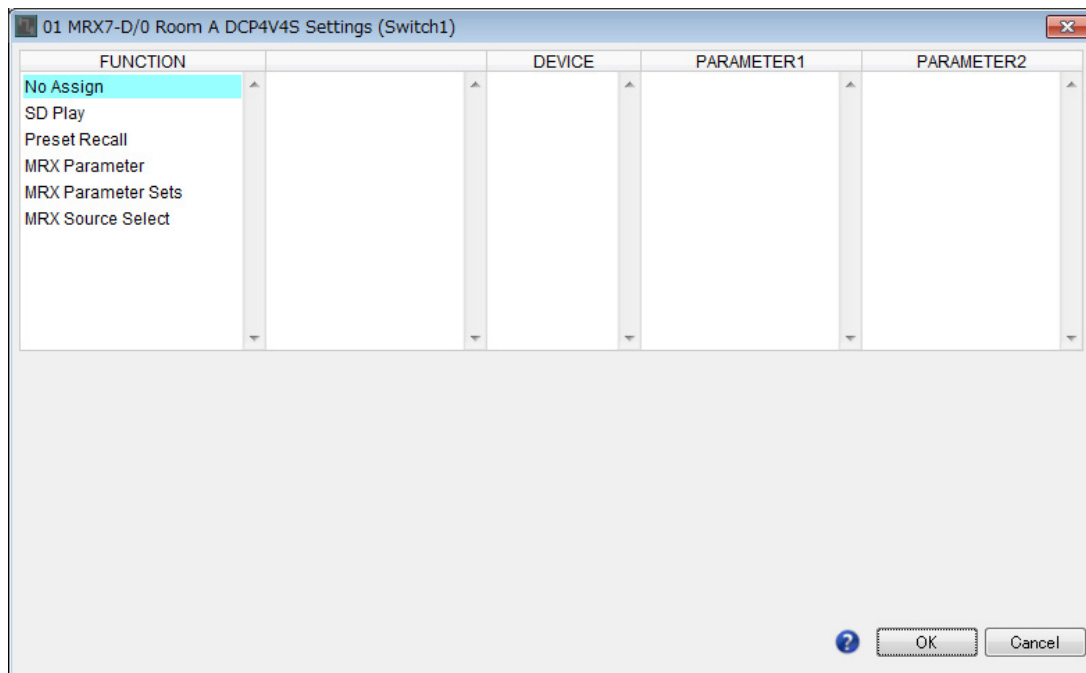 01 MRX7-D/0 Room A DCP4V4S Settings (Switch1)
FUNCTION DEVICE PARAMETER1 PARAMETER2
No Assign
SD Play
Preset Recall
MRX Parameter
MRX Parameter Sets
MRX Source Select
? OK Cancel